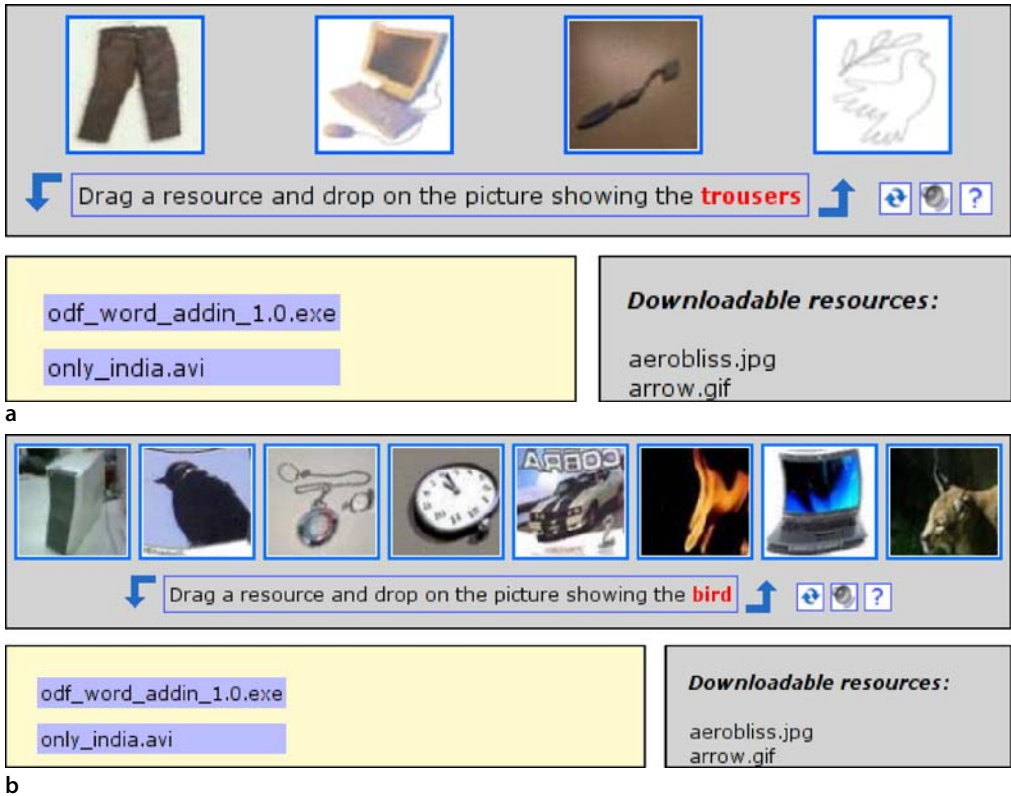 Drag a resource and drop on the picture showing the trousers
?
odf_word_addin_1.0.exe
only_india.avi
Downloadable resources:
aerobliss.jpg
arrow.gif
a
COBRA
Drag a resource and drop on the picture showing the bird
?
odf_word_addin_1.0.exe
only_india.avi
Downloadable resources:
aerobliss.jpg
arrow.gif
b